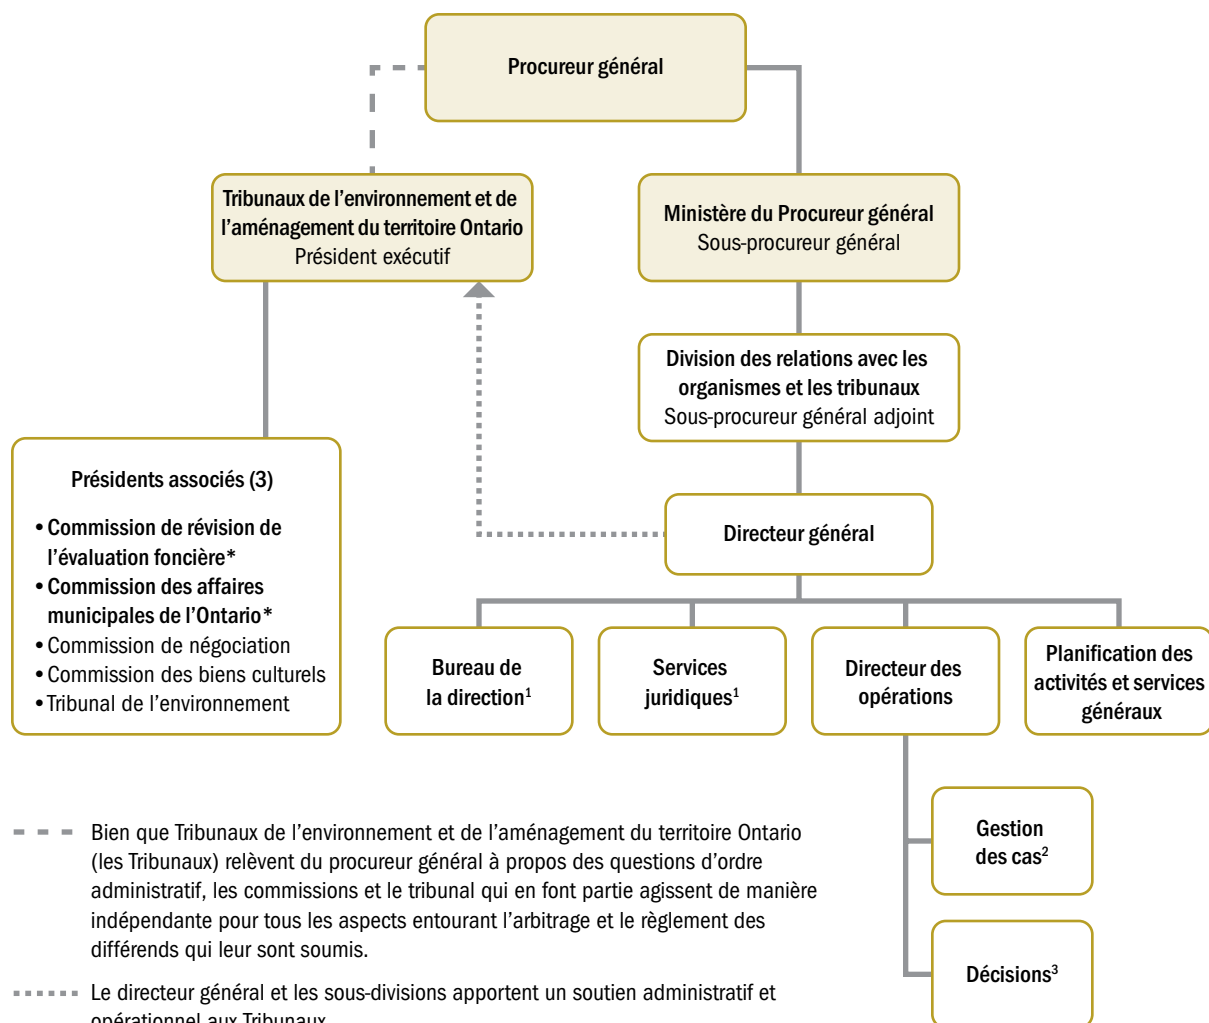 Procureur général
Tribunaux de l'environnement et de
l'aménagement du territoire Ontario
Président exécutif
Ministère du Procureur général
Sous-procureur général
Division des relations avec les
organismes et les tribunaux
Sous-procureur général adjoint
Présidents associés (3)
• Commission de révision de
l'évaluation foncière*
• Commission des affaires
municipales de l'Ontario*
• Commission de négociation
• Commission des biens culturels
• Tribunal de l'environnement
Directeur général
Bureau de
la direction¹
Services
juridiques¹
Directeur des
opérations
Planification des
activités et services
généraux
Gestion
des cas²
Décisions³
Bien que Tribunaux de l'environnement et de l'aménagement du territoire Ontario
(les Tribunaux) relèvent du procureur général à propos des questions d'ordre
administratif, les commissions et le tribunal qui en font partie agissent de manière
indépendante pour tous les aspects entourant l'arbitrage et le règlement des
différends qui leur sont soumis.
Le directeur général et les sous-divisions apportent un soutien administratif et
opérationnel aux Tribunaux